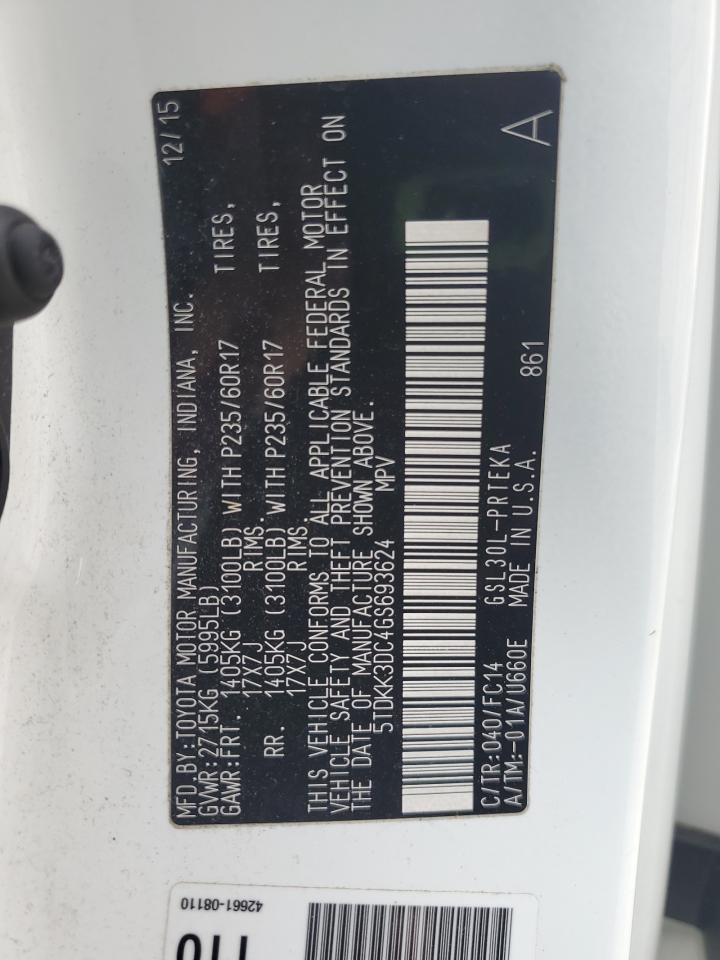 MFD.BY:TOYOTA MOTOR MANUFACTURING, INDIANA, INC. 12/15
GVWR:2715KG (5995LB)
GAWR:FRT. 1405KG (3100LB) WITH P235/60R17 TIRES,
17X7J RIMS.
RR. 1405KG (3100LB) WITH P235/60R17 TIRES,
17X7J RIMS.
THIS VEHICLE CONFORMS TO ALL APPLICABLE FEDERAL MOTOR
VEHICLE SAFETY AND THEFT PREVENTION STANDARDS IN EFFECT ON
THE DATE OF MANUFACTURE SHOWN ABOVE.
5TDKK3DC4GS693624 MPV
C/TR:040/FC14 GSL30L-PRTEKA 861 A
A/TM:-01A/U660E MADE IN U.S.A.
42661-08110